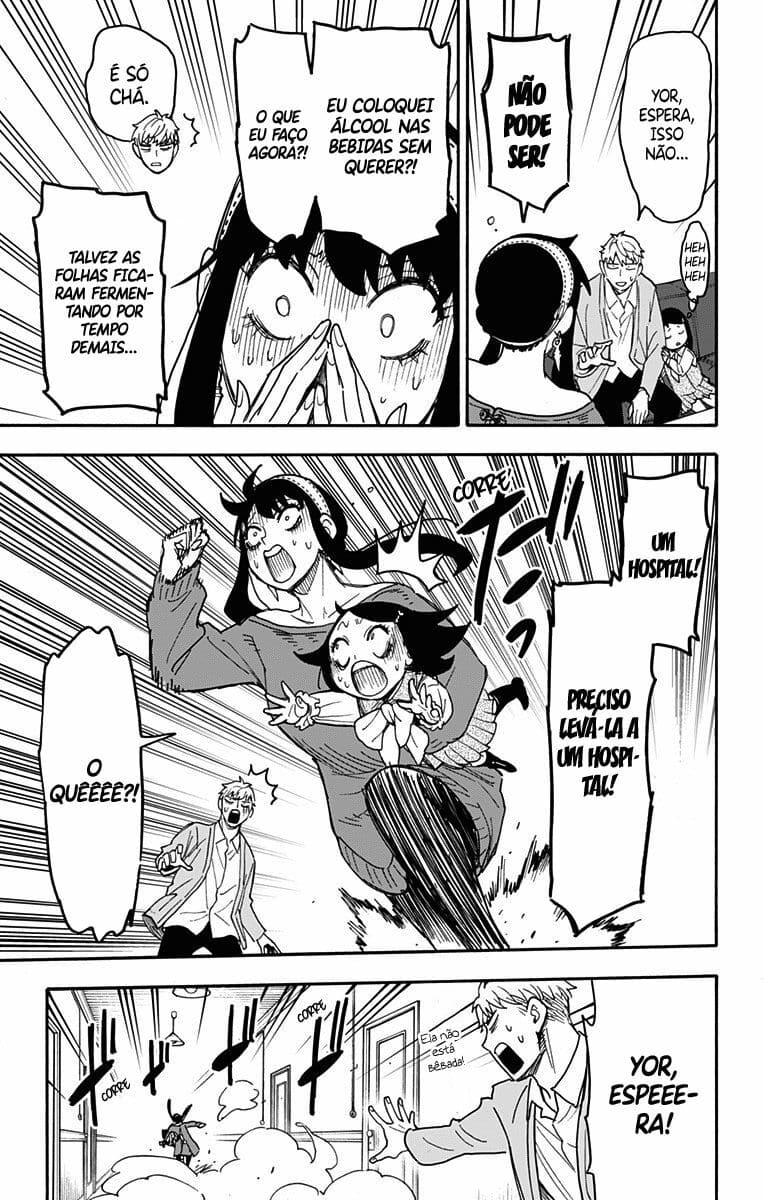 YOR,
ESPERA,
ISSO
NÃO...
HEH
HEH
HEH
NÃO
PODE
SER!
EU COLOQUEI
ÁLCOOL NAS
BEBIDAS SEM
QUERER?!
O QUE
EU FAÇO
AGORA?!
É SÓ
CHÁ.
TALVEZ AS
FOLHAS FICA-
RAM FERMEN-
TANDO POR
TEMPO
DEMAIS...
UM
HOSPITAL!
PRECISO
LEVÁ-LA A
UM HOSPI-
TAL!
CORRE
O
QUÊÊÊÊ?!
YOR,
ESPEEE-
RA!
Ela não
está
bêbada!
CORRE
CORRE